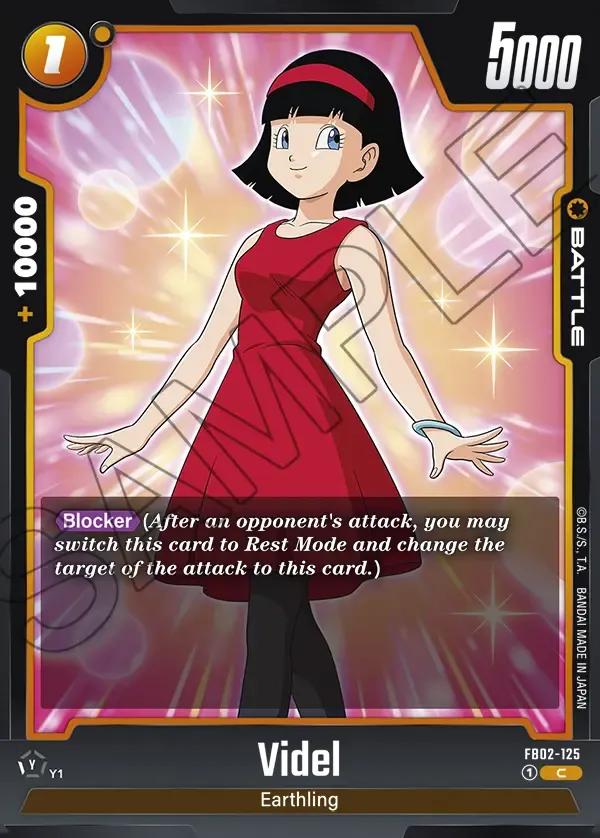 1
5000
+ 10000
BATTLE
SAMPLE
Blocker (After an opponent's attack, you may
switch this card to Rest Mode and change the
target of the attack to this card.)
©B.S./S., T.A. BANDAI MADE IN JAPAN
Videl
FB02-125
Y Y1
1 C
Earthling